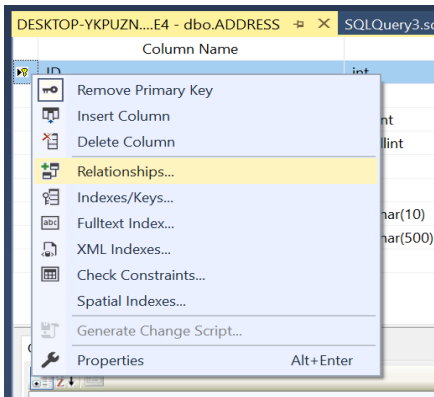 DESKTOP-YKPUZN....E4 - dbo.ADDRESS SQLQuery3.s
Column Name
ID int
Remove Primary Key
Insert Column
nt
Delete Column
llint
Relationships...
Indexes/Keys...
Fulltext Index...
har(10)
XML Indexes...
har(500)
Check Constraints...
Spatial Indexes...
Generate Change Script...
Properties Alt+Enter